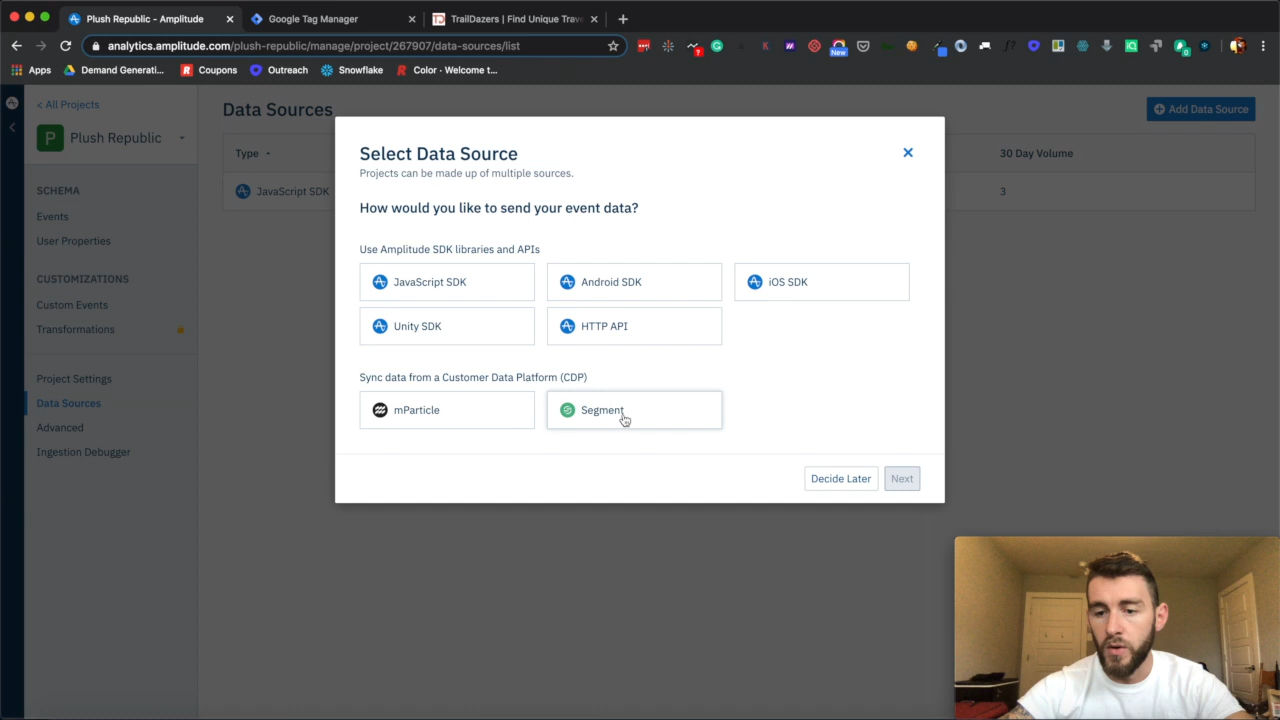 Plush Republic - Amplitude
Google Tag Manager
TrailDazers | Find Unique Trave
analytics.amplitude.com/plush-republic/manage/project/267907/data-sources/list
?
New
f?
0
Apps
Demand Generati...
Coupons
Outreach
Snowflake
Color · Welcome t...
< All Projects
P Plush Republic
SCHEMA
Events
User Properties
CUSTOMIZATIONS
Custom Events
Transformations
Project Settings
Data Sources
Advanced
Ingestion Debugger
Data Sources
Add Data Source
Type
30 Day Volume
JavaScript SDK
3
Select Data Source
Projects can be made up of multiple sources.
How would you like to send your event data?
Use Amplitude SDK libraries and APIs
JavaScript SDK
Android SDK
iOS SDK
Unity SDK
HTTP API
Sync data from a Customer Data Platform (CDP)
mParticle
Segment
Decide Later
Next